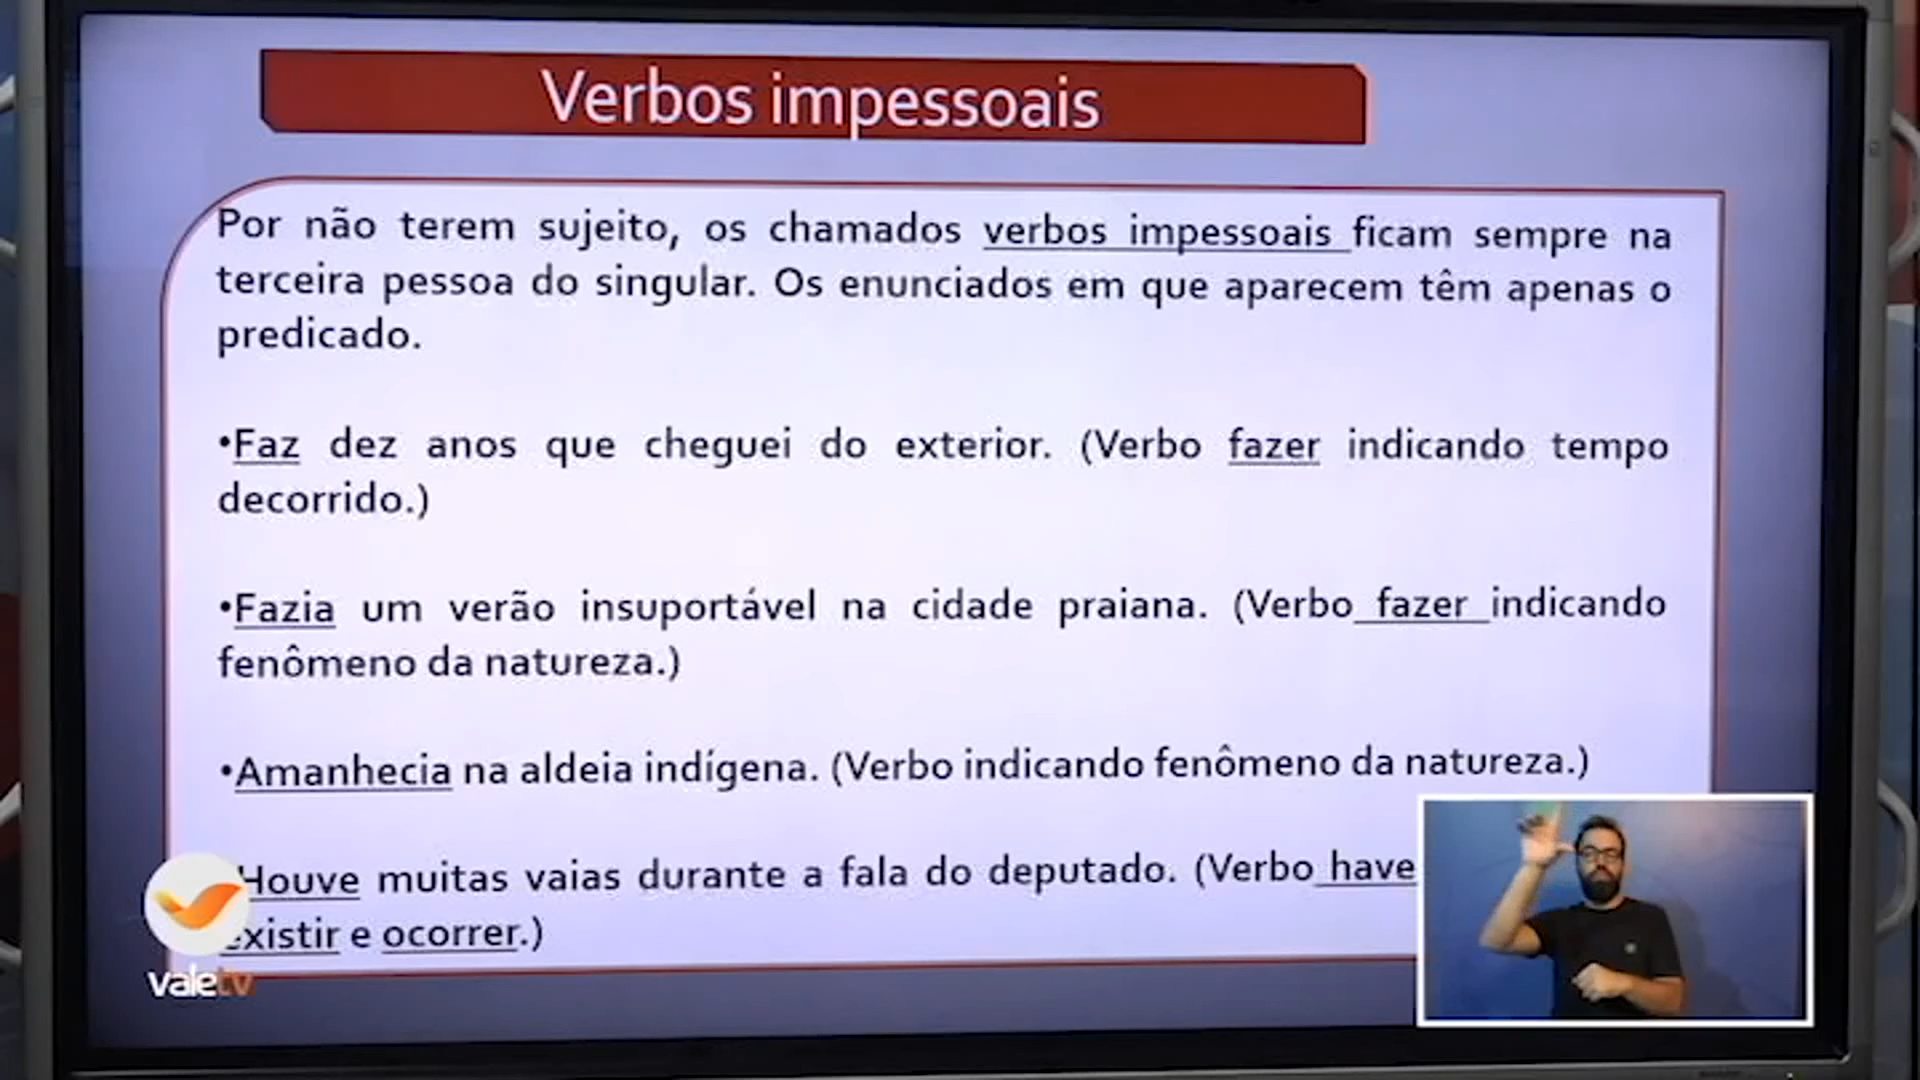 Verbos impessoais
Por não terem sujeito, os chamados verbos impessoais ficam sempre na
terceira pessoa do singular. Os enunciados em que aparecem têm apenas o
predicado.
•Faz dez anos que cheguei do exterior. (Verbo fazer indicando tempo
decorrido.)
•Fazia um verão insuportável na cidade praiana. (Verbo fazer indicando
fenômeno da natureza.)
•Amanhecia na aldeia indígena. (Verbo indicando fenômeno da natureza.)
Houve muitas vaias durante a fala do deputado. (Verbo have
existir e ocorrer.)
valetv